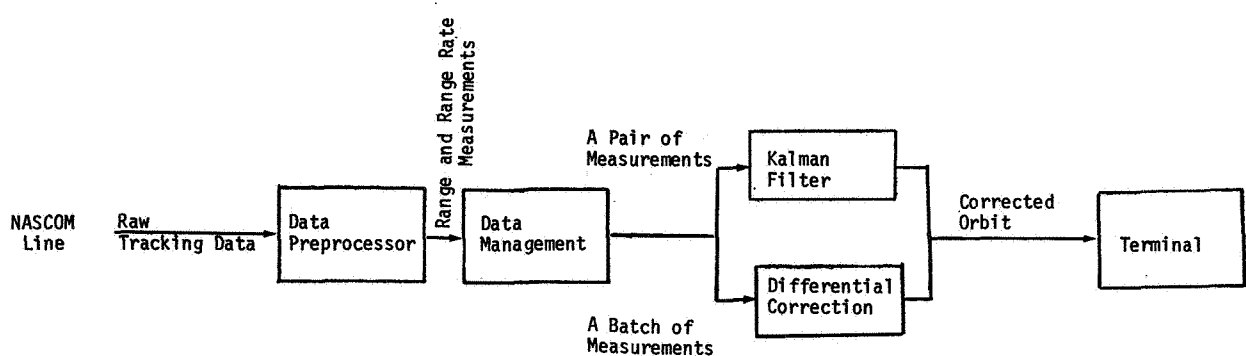 NASCOM
Line
Raw
Tracking Data
Data
Preprocessor
Range and Range Rate
Measurements
Data
Management
A Pair of
Measurements
Kalman
Filter
A Batch of
Measurements
Differential
Correction
Corrected
Orbit
Terminal